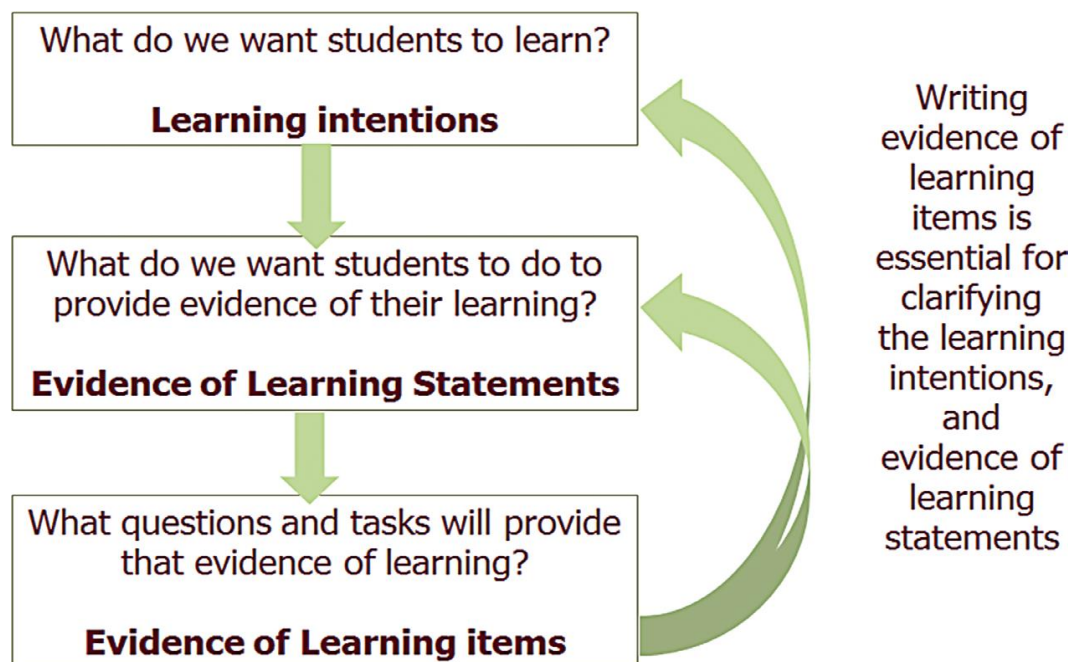 What do we want students to learn?
Learning intentions
What do we want students to do to
provide evidence of their learning?
Evidence of Learning Statements
What questions and tasks will provide
that evidence of learning?
Evidence of Learning items
Writing
evidence of
learning
items is
essential for
clarifying
the learning
intentions,
and
evidence of
learning
statements